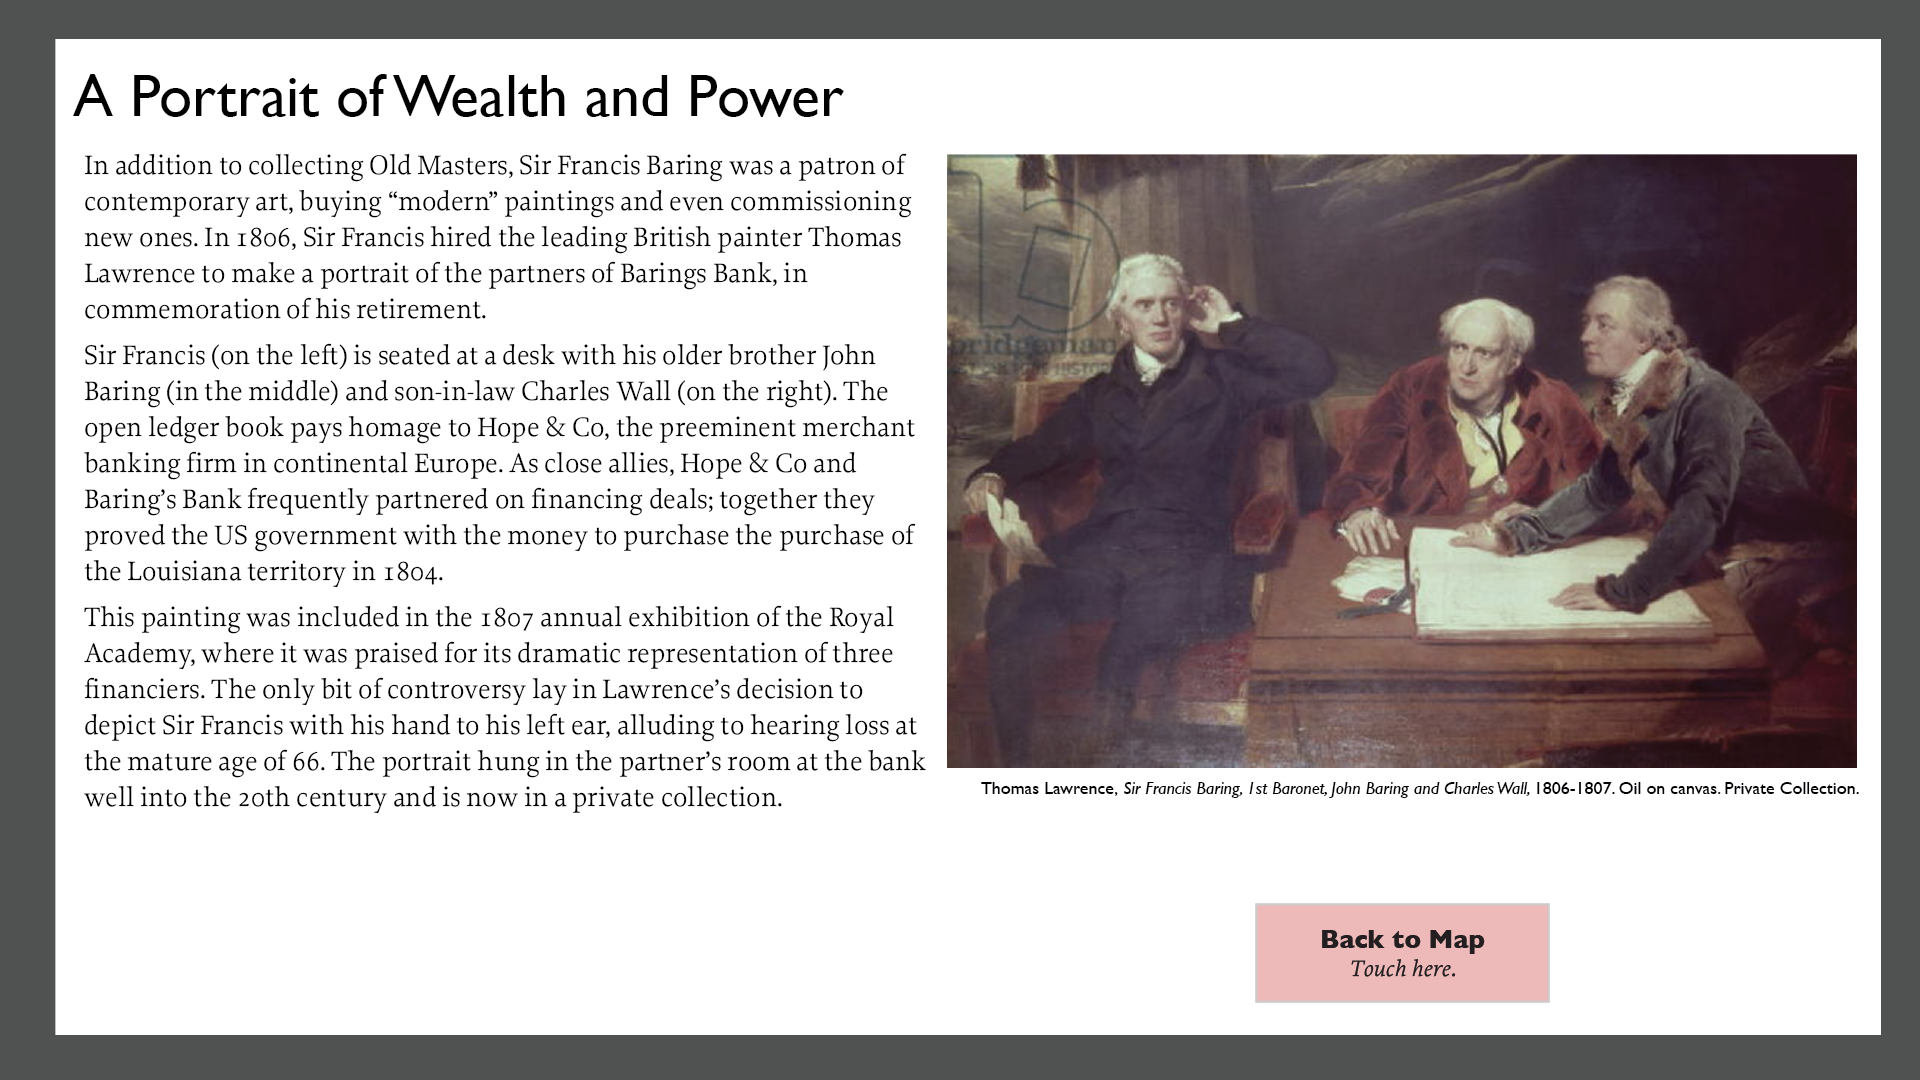 A Portrait of Wealth and Power
In addition to collecting Old Masters, Sir Francis Baring was a patron of
contemporary art, buying “modern” paintings and even commissioning
new ones. In 1806, Sir Francis hired the leading British painter Thomas
Lawrence to make a portrait of the partners of Barings Bank, in
commemoration of his retirement.
Sir Francis (on the left) is seated at a desk with his older brother John
Baring (in the middle) and son-in-law Charles Wall (on the right). The
open ledger book pays homage to Hope & Co, the preeminent merchant
banking firm in continental Europe. As close allies, Hope & Co and
Baring’s Bank frequently partnered on financing deals; together they
proved the US government with the money to purchase the purchase of
the Louisiana territory in 1804.
This painting was included in the 1807 annual exhibition of the Royal
Academy, where it was praised for its dramatic representation of three
financiers. The only bit of controversy lay in Lawrence’s decision to
depict Sir Francis with his hand to his left ear, alluding to hearing loss at
the mature age of 66. The portrait hung in the partner’s room at the bank
well into the 20th century and is now in a private collection.
bridgeman
Thomas Lawrence, Sir Francis Baring, 1st Baronet, John Baring and Charles Wall, 1806-1807. Oil on canvas. Private Collection.
Back to Map
Touch here.